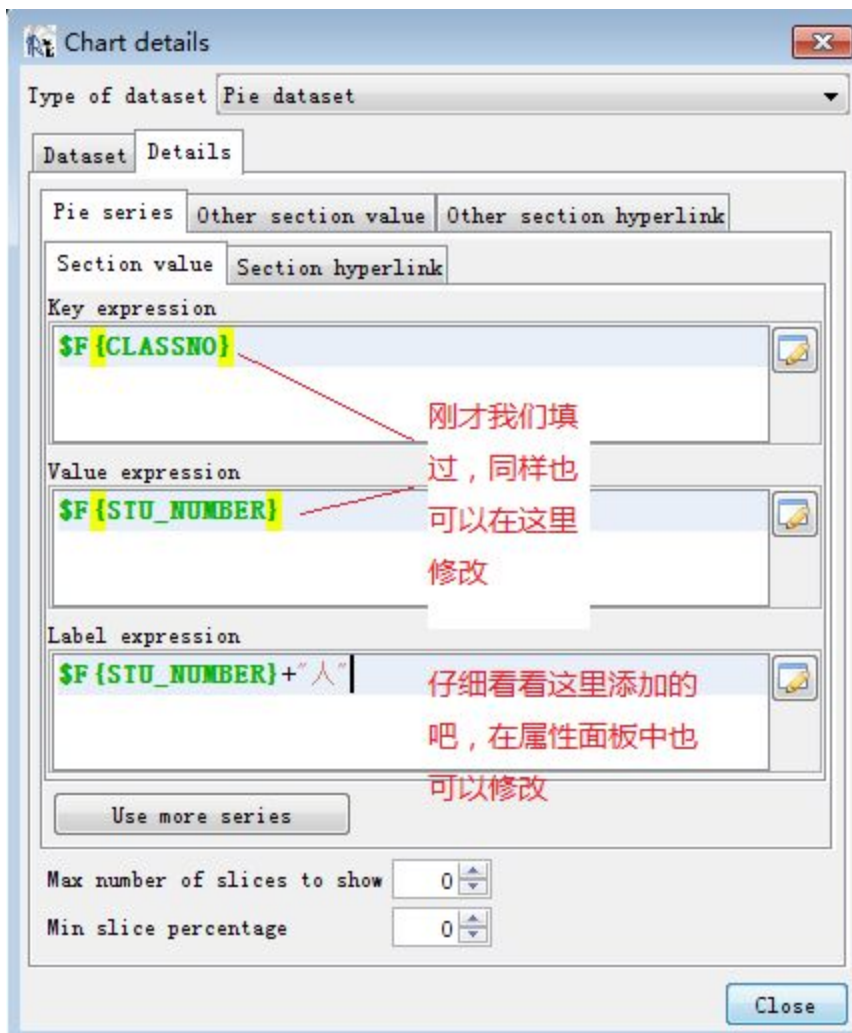 Chart details
Type of dataset Pie dataset
Dataset Details
Pie series Other section value Other section hyperlink
Section value Section hyperlink
Key expression
$F{CLASSNO}
刚才我们填
过，同样也
可以在这里
修改
Value expression
$F{STU_NUMBER}
Label expression
$F{STU_NUMBER}+"人"
仔细看看这里添加的
吧，在属性面板中也
可以修改
Use more series
Max number of slices to show 0
Min slice percentage 0
Close